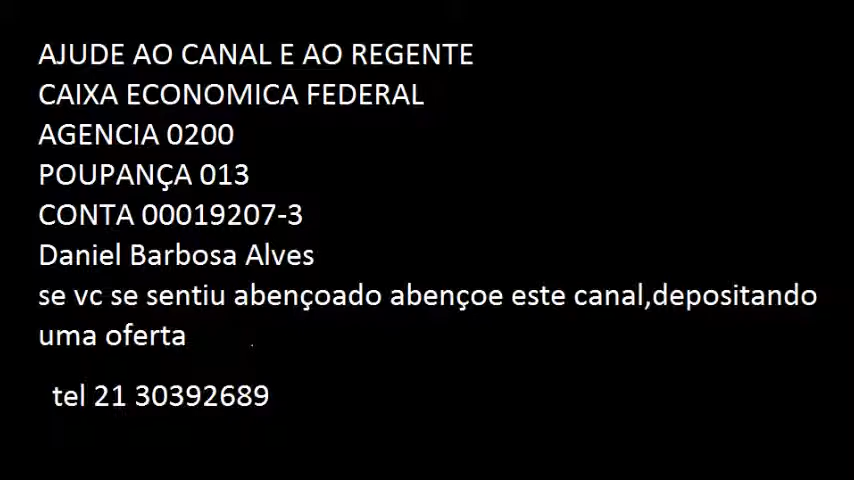 AJUDE AO CANAL E AO REGENTE
CAIXA ECONOMICA FEDERAL
AGENCIA 0200
POUPANÇA 013
CONTA 00019207-3
Daniel Barbosa Alves
se vc se sentiu abençoado abençoe este canal,depositando
uma oferta .
tel 21 30392689